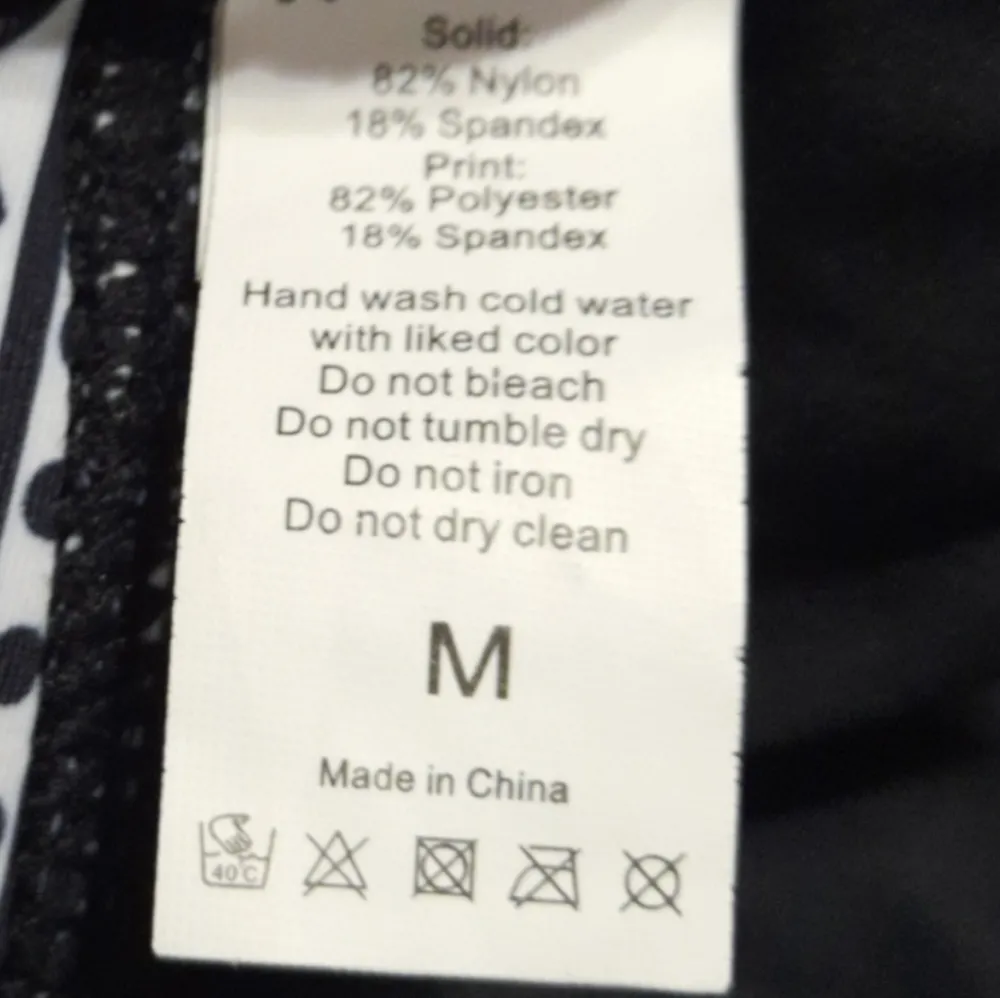 Solid:
82% Nylon
18% Spandex
Print:
82% Polyester
18% Spandex
Hand wash cold water
with liked color
Do not bleach
Do not tumble dry
Do not iron
Do not dry clean
M
Made in China
40°C